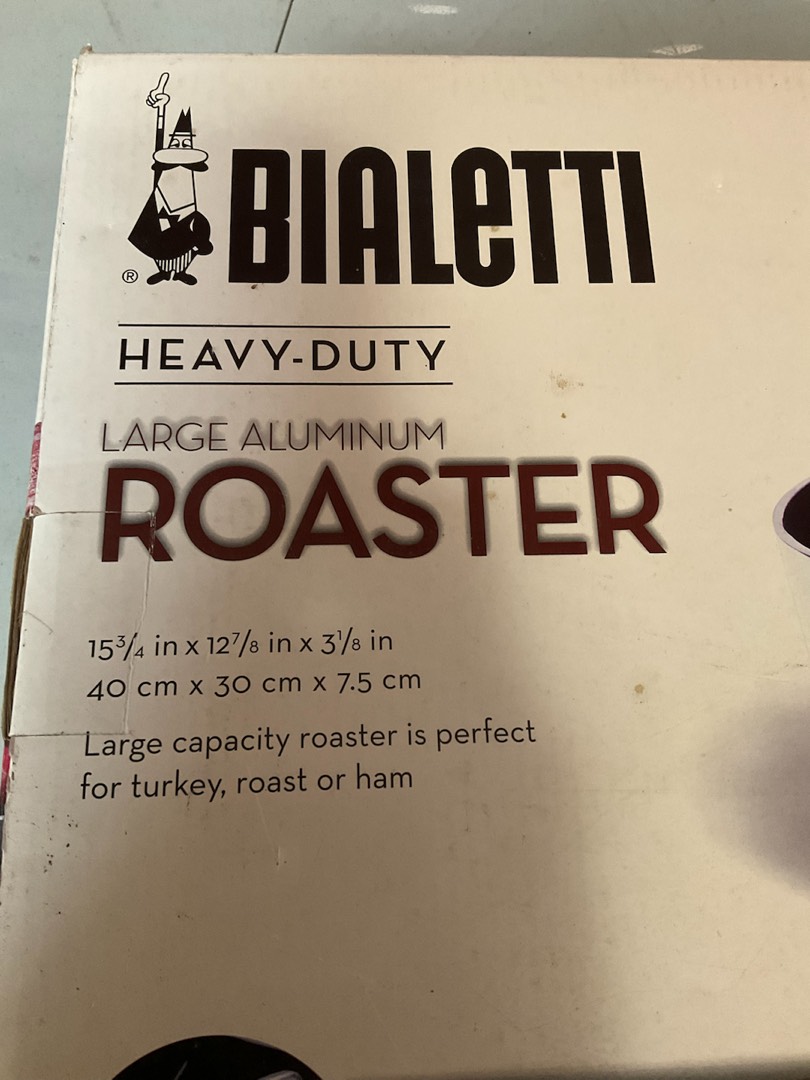 ®
BIALETTI
HEAVY-DUTY
LARGE ALUMINUM
ROASTER
15¾ in x 12⅞ in x 3⅛ in
40 cm x 30 cm x 7.5 cm
Large capacity roaster is perfect
for turkey, roast or ham